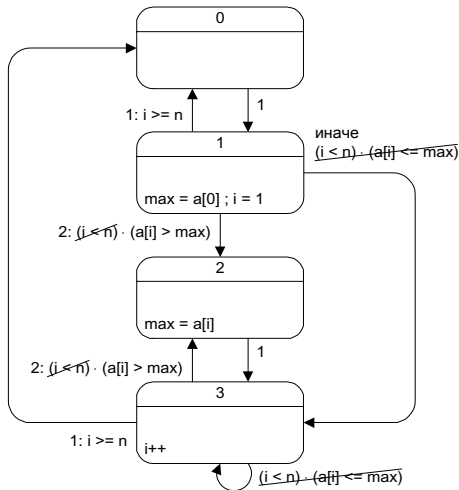 0
1: i >= n
1
иначе
(i < n) · (a[i] <= max)
1
max = a[0] ; i = 1
2: (i < n) · (a[i] > max)
2
max = a[i]
2: (i < n) · (a[i] > max)
1
3
1: i >= n
i++
(i < n) · (a[i] <= max)